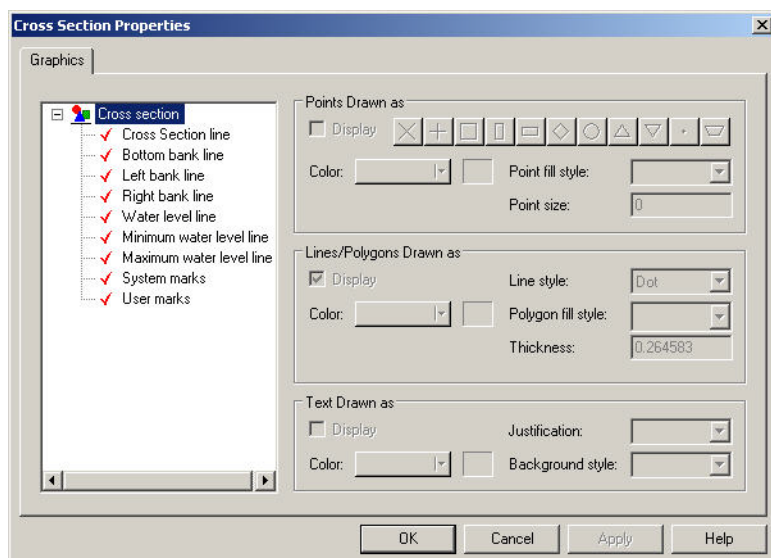 Cross Section Properties
Graphics
Cross section
Cross Section line
Bottom bank line
Left bank line
Right bank line
Water level line
Minimum water level line
Maximum water level line
System marks
User marks
Points Drawn as
Display
Color:
Point fill style:
Point size:
0
Lines/Polygons Drawn as
Display
Line style:
Dot
Color:
Polygon fill style:
Thickness:
0.264583
Text Drawn as
Display
Justification:
Color:
Background style:
OK
Cancel
Apply
Help